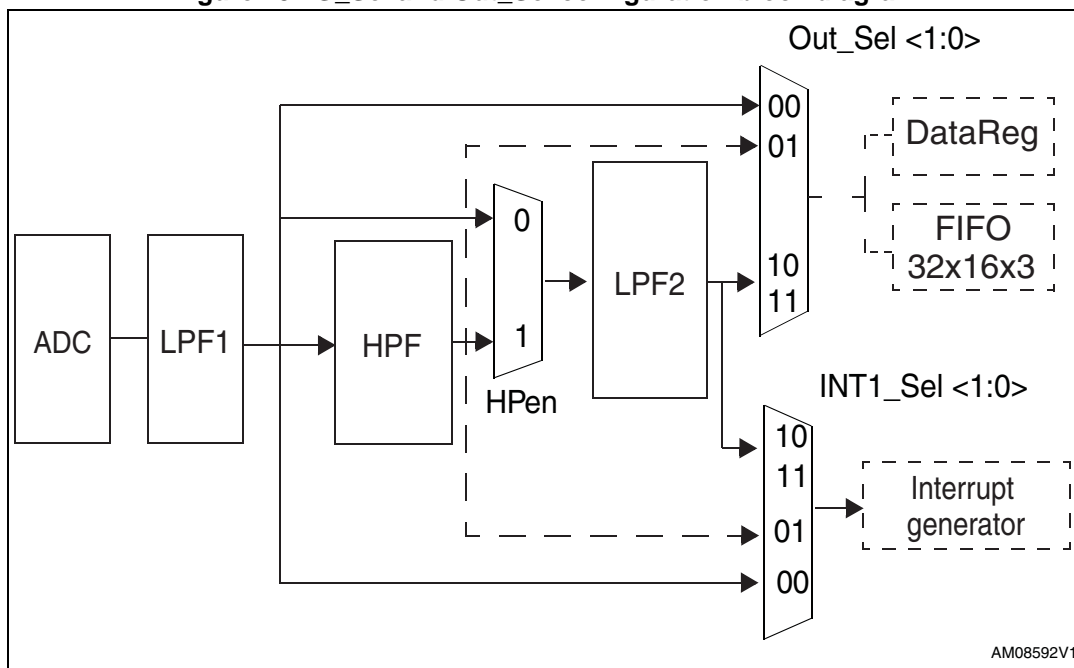 Out_Sel <1:0>
00
01
DataReg
0
FIFO
32x16x3
10
11
LPF2
ADC
LPF1
HPF
1
HPen
INT1_Sel <1:0>
10
11
01
00
Interrupt
generator
AM08592V1